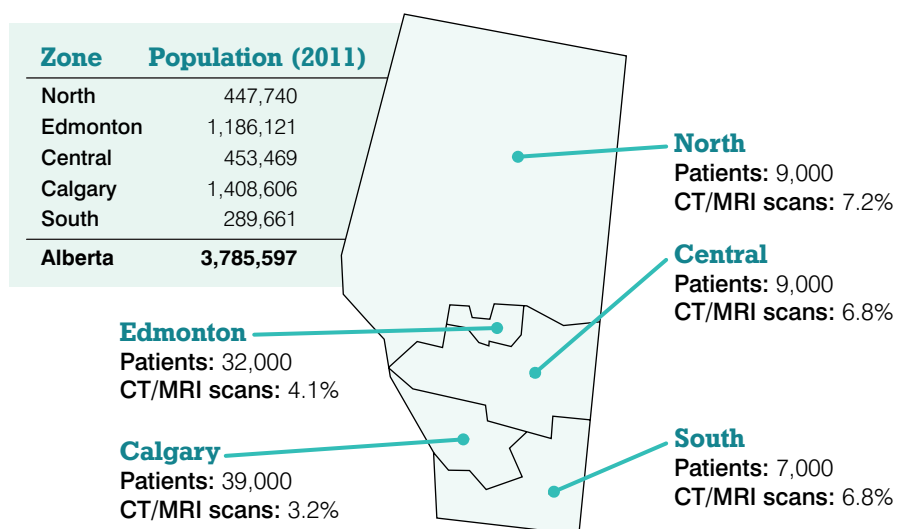 Zone Population (2011)
North 447,740
Edmonton 1,186,121
Central 453,469
Calgary 1,408,606
South 289,661
Alberta 3,785,597
North
Patients: 9,000
CT/MRI scans: 7.2%
Central
Patients: 9,000
CT/MRI scans: 6.8%
Edmonton
Patients: 32,000
CT/MRI scans: 4.1%
Calgary
Patients: 39,000
CT/MRI scans: 3.2%
South
Patients: 7,000
CT/MRI scans: 6.8%